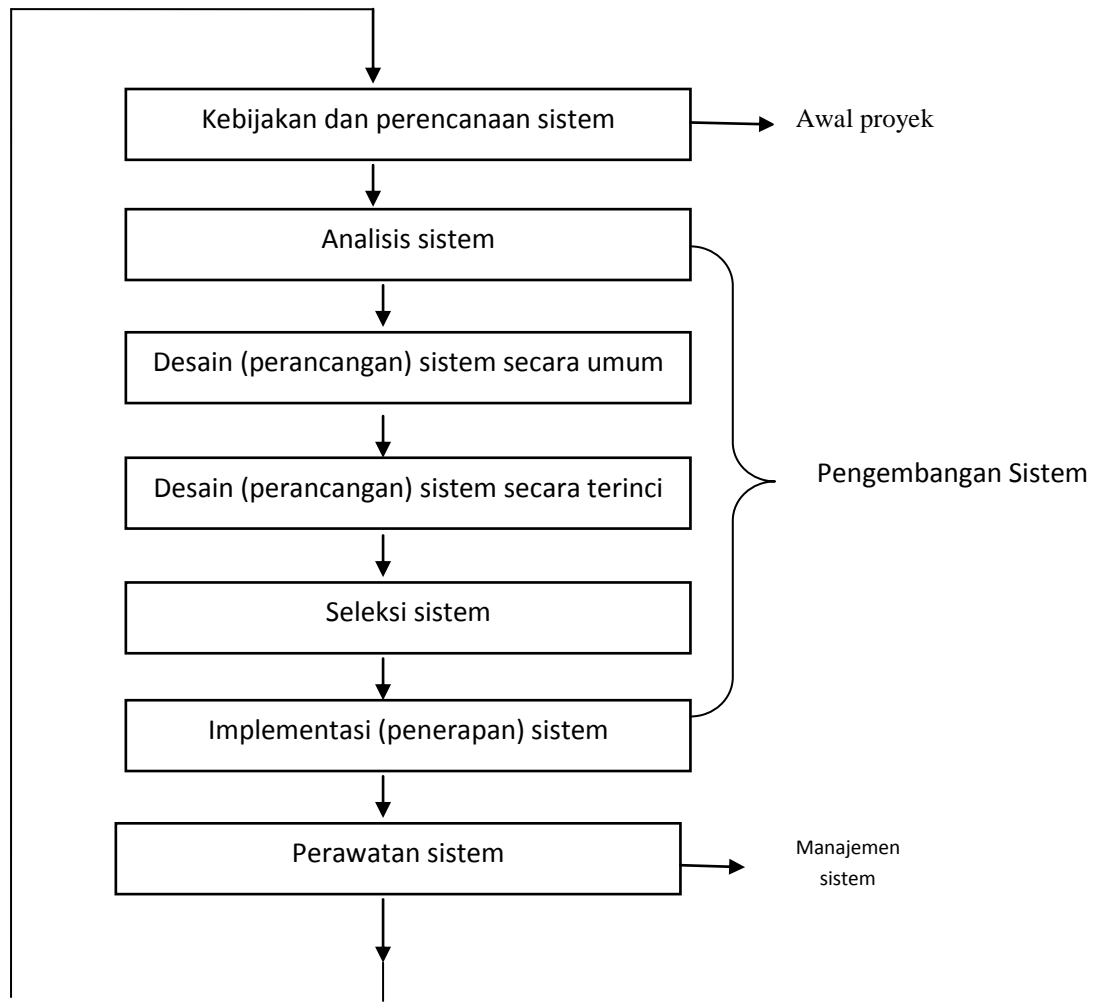 Kebijakan dan perencanaan sistem
Awal proyek
Analisis sistem
Desain (perancangan) sistem secara umum
Desain (perancangan) sistem secara terinci
Pengembangan Sistem
Seleksi sistem
Implementasi (penerapan) sistem
Perawatan sistem
Manajemen
sistem